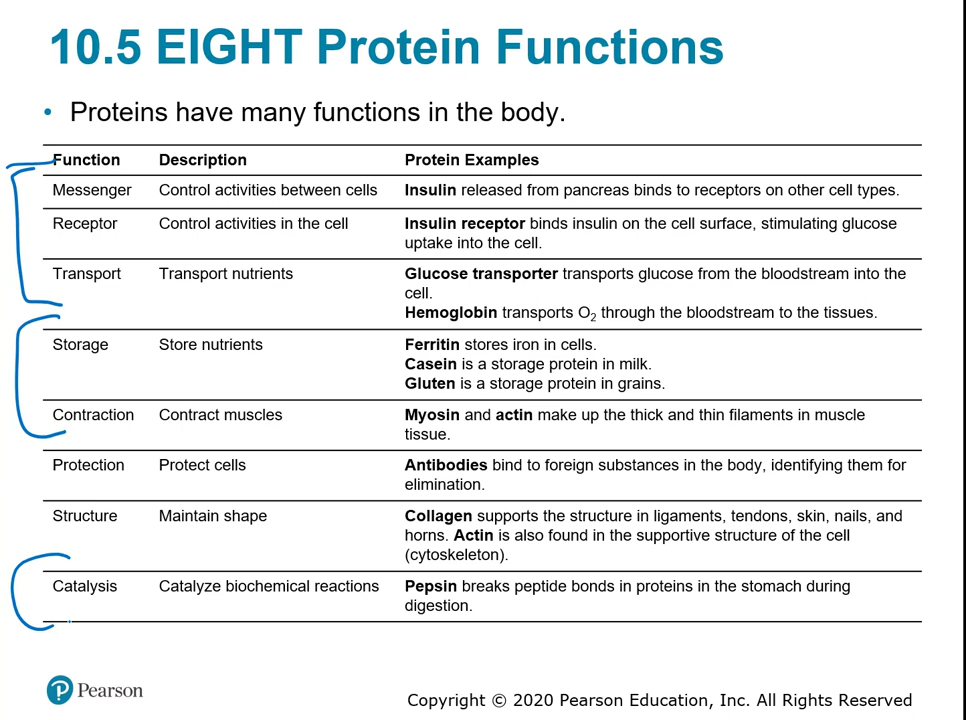 10.5 EIGHT Protein Functions
• Proteins have many functions in the body.
Function Description Protein Examples
Messenger Control activities between cells Insulin released from pancreas binds to receptors on other cell types.
Receptor Control activities in the cell Insulin receptor binds insulin on the cell surface, stimulating glucose
uptake into the cell.
Transport Transport nutrients Glucose transporter transports glucose from the bloodstream into the
cell.
Hemoglobin transports O₂ through the bloodstream to the tissues.
Storage Store nutrients Ferritin stores iron in cells.
Casein is a storage protein in milk.
Gluten is a storage protein in grains.
Contraction Contract muscles Myosin and actin make up the thick and thin filaments in muscle
tissue.
Protection Protect cells Antibodies bind to foreign substances in the body, identifying them for
elimination.
Structure Maintain shape Collagen supports the structure in ligaments, tendons, skin, nails, and
horns. Actin is also found in the supportive structure of the cell
(cytoskeleton).
Catalysis Catalyze biochemical reactions Pepsin breaks peptide bonds in proteins in the stomach during
digestion.
P Pearson
Copyright © 2020 Pearson Education, Inc. All Rights Reserved